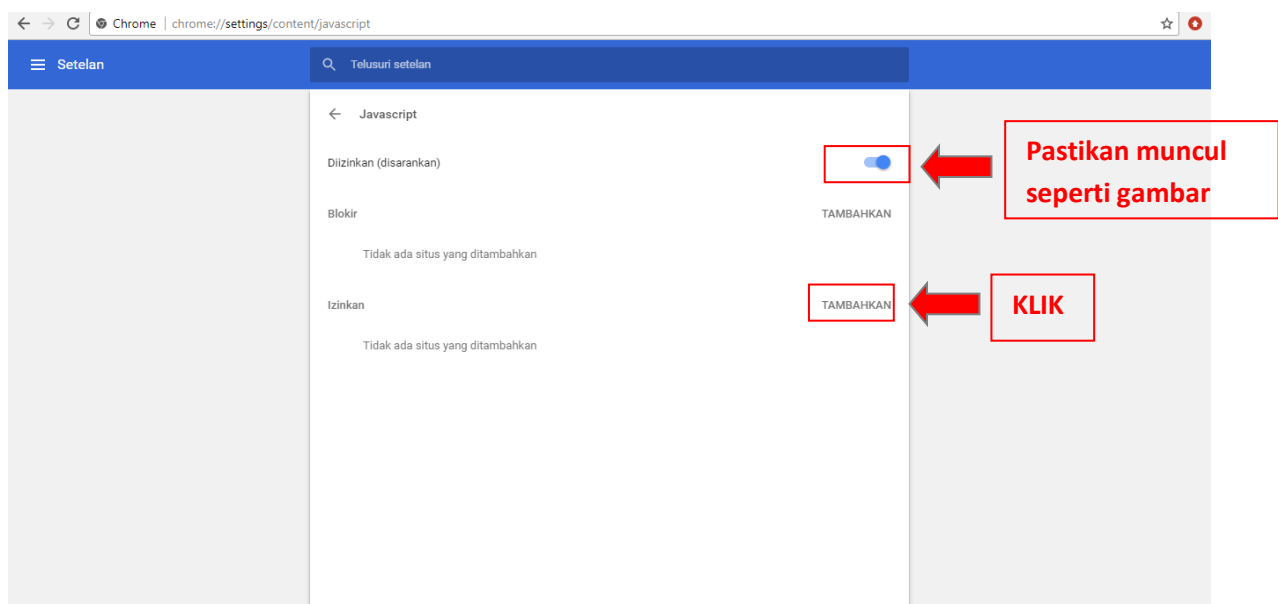 Chrome | chrome://settings/content/javascript
Setelan
Telusuri setelan
Javascript
Diizinkan (disarankan)
Pastikan muncul
seperti gambar
Blokir TAMBAHKAN
Tidak ada situs yang ditambahkan
Izinkan TAMBAHKAN
KLIK
Tidak ada situs yang ditambahkan